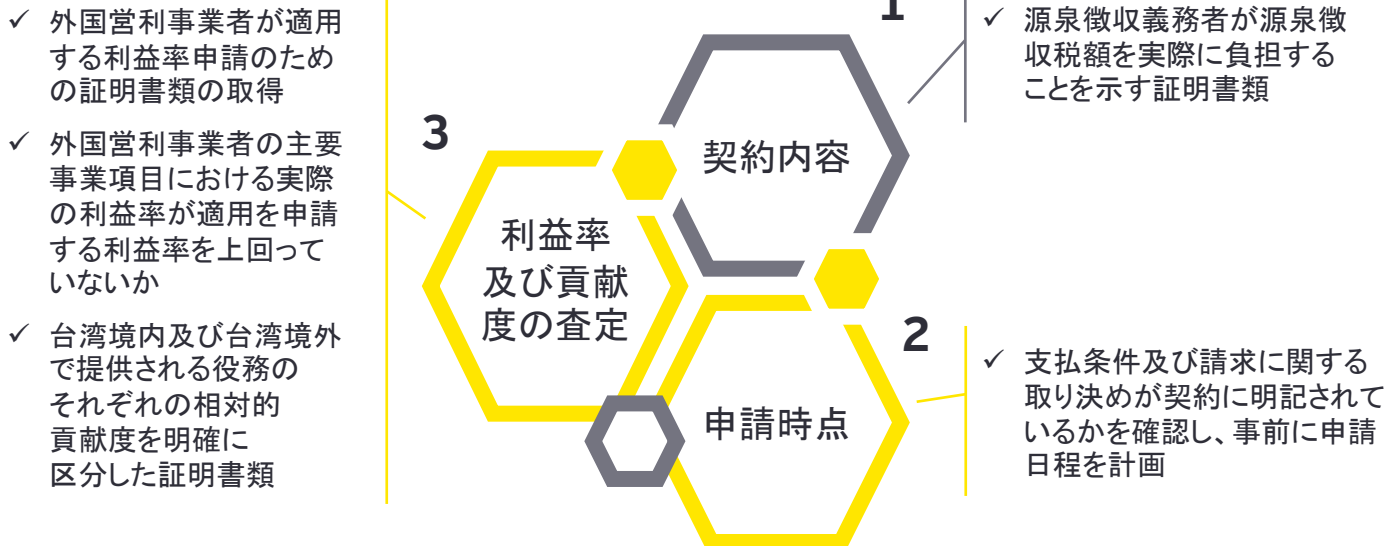 1
✓ 源泉徴収義務者が源泉徴
収税額を実際に負担する
ことを示す証明書類
契約内容
2
✓ 支払条件及び請求に関する
取り決めが契約に明記されて
いるかを確認し、事前に申請
日程を計画
申請時点
3
✓ 外国営利事業者が適用
する利益率申請のため
の証明書類の取得
✓ 外国営利事業者の主要
事業項目における実際
の利益率が適用を申請
する利益率を上回って
いないか
✓ 台湾境内及び台湾境外
で提供される役務の
それぞれの相対的
貢献度を明確に
区分した証明書類
利益率
及び貢献
度の査定